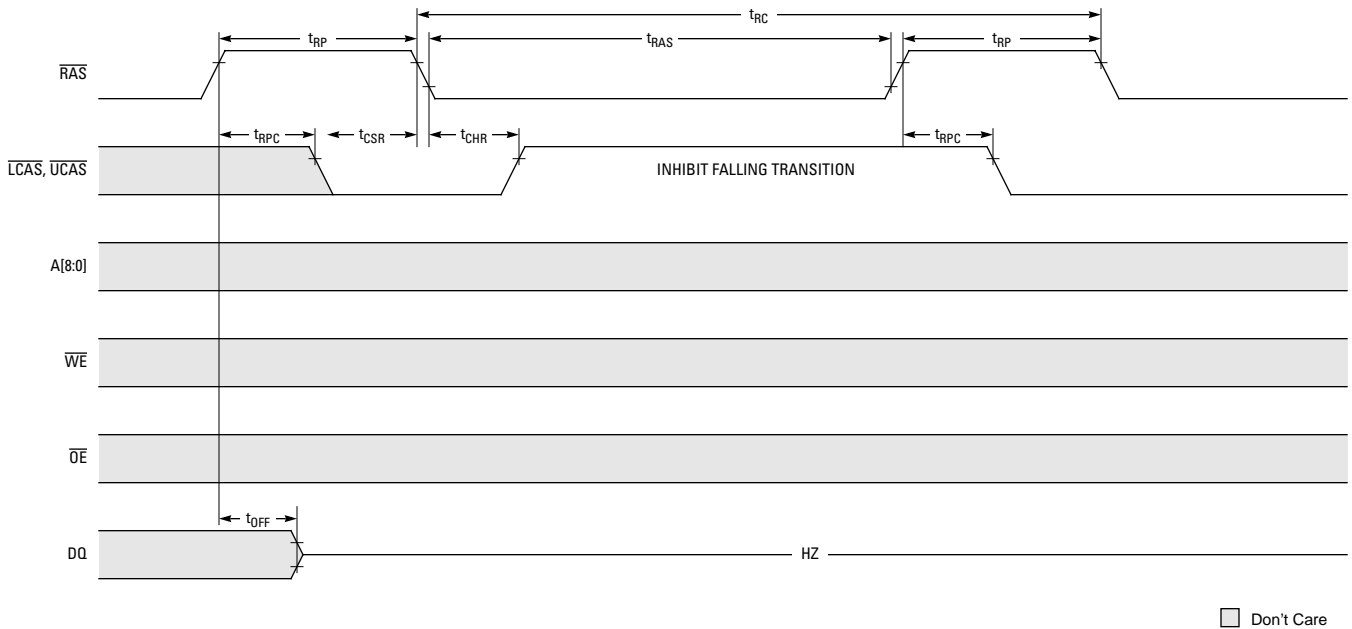 tRC
tRP tRAS tRP
RAS
tRPC tCSR tCHR tRPC
LCAS, UCAS INHIBIT FALLING TRANSITION
A[8:0]
WE
OE
tOFF
DQ HZ
Don't Care